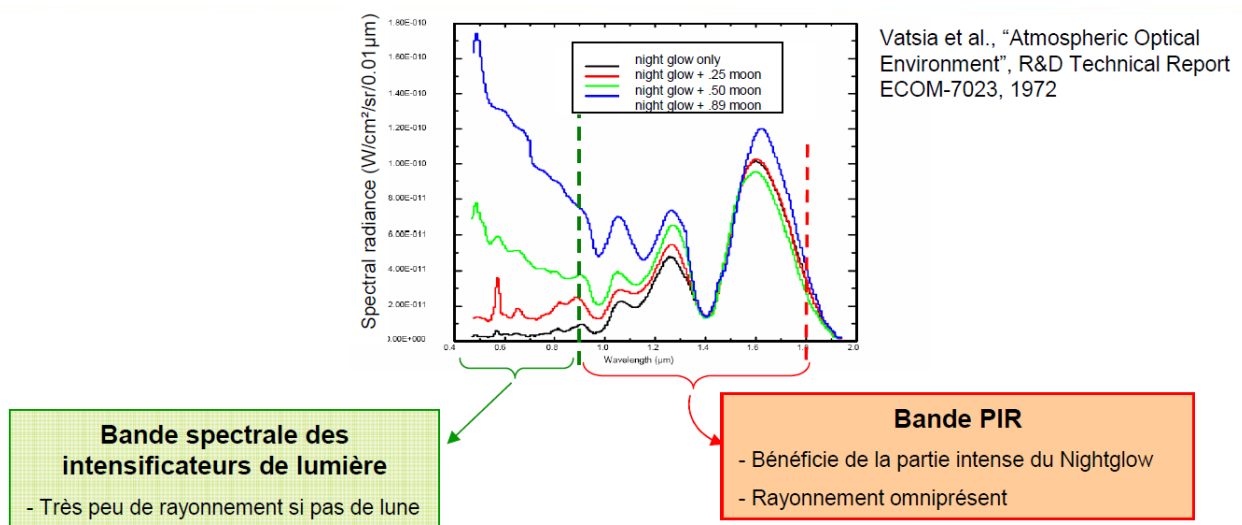 Spectral radiance (W/cm²/sr/0.01µm)
1.80E-010
1.60E-010
1.40E-010
1.20E-010
1.00E-010
8.00E-011
6.00E-011
4.00E-011
2.00E-011
0.00E+000
night glow only
night glow + .25 moon
night glow + .50 moon
night glow + .89 moon
0.4 0.6 0.8 1.0 1.2 1.4 1.6 1.8 2.0
Wavelength (µm)
Vatsia et al., “Atmospheric Optical
Environment”, R&D Technical Report
ECOM-7023, 1972
Bande spectrale des
intensificateurs de lumière
- Très peu de rayonnement si pas de lune
Bande PIR
- Bénéficie de la partie intense du Nightglow
- Rayonnement omniprésent